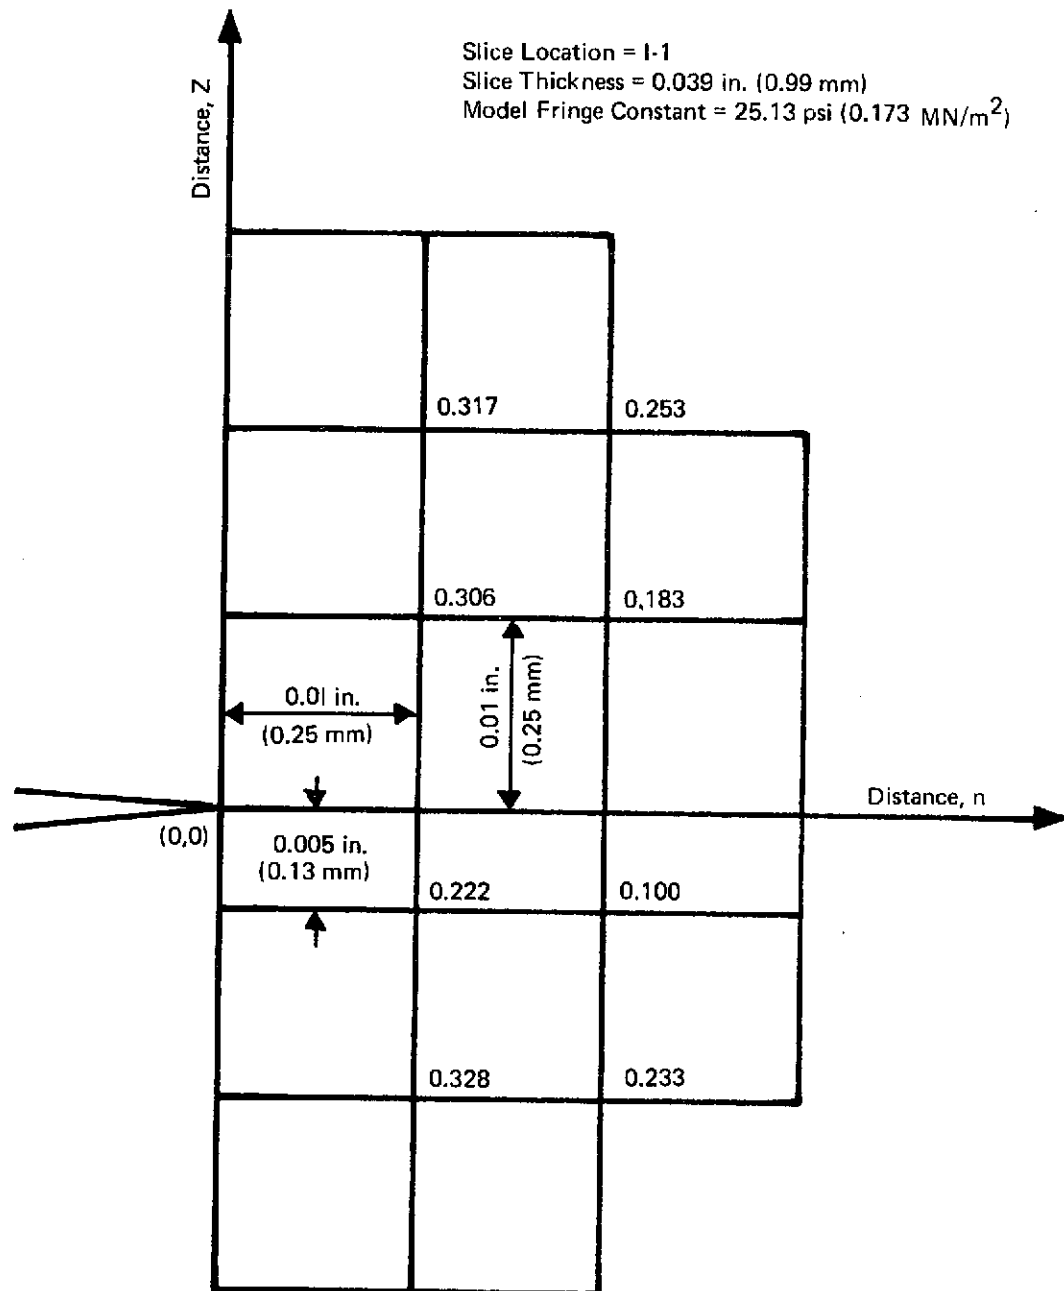 Slice Location = I-1
Slice Thickness = 0.039 in. (0.99 mm)
Model Fringe Constant = 25.13 psi (0.173 MN/m²)
Distance, Z
0.317
0.253
0.306
0.183
0.01 in.
(0.25 mm)
0.01 in.
(0.25 mm)
Distance, n
(0,0)
0.005 in.
(0.13 mm)
0.222
0.100
0.328
0.233